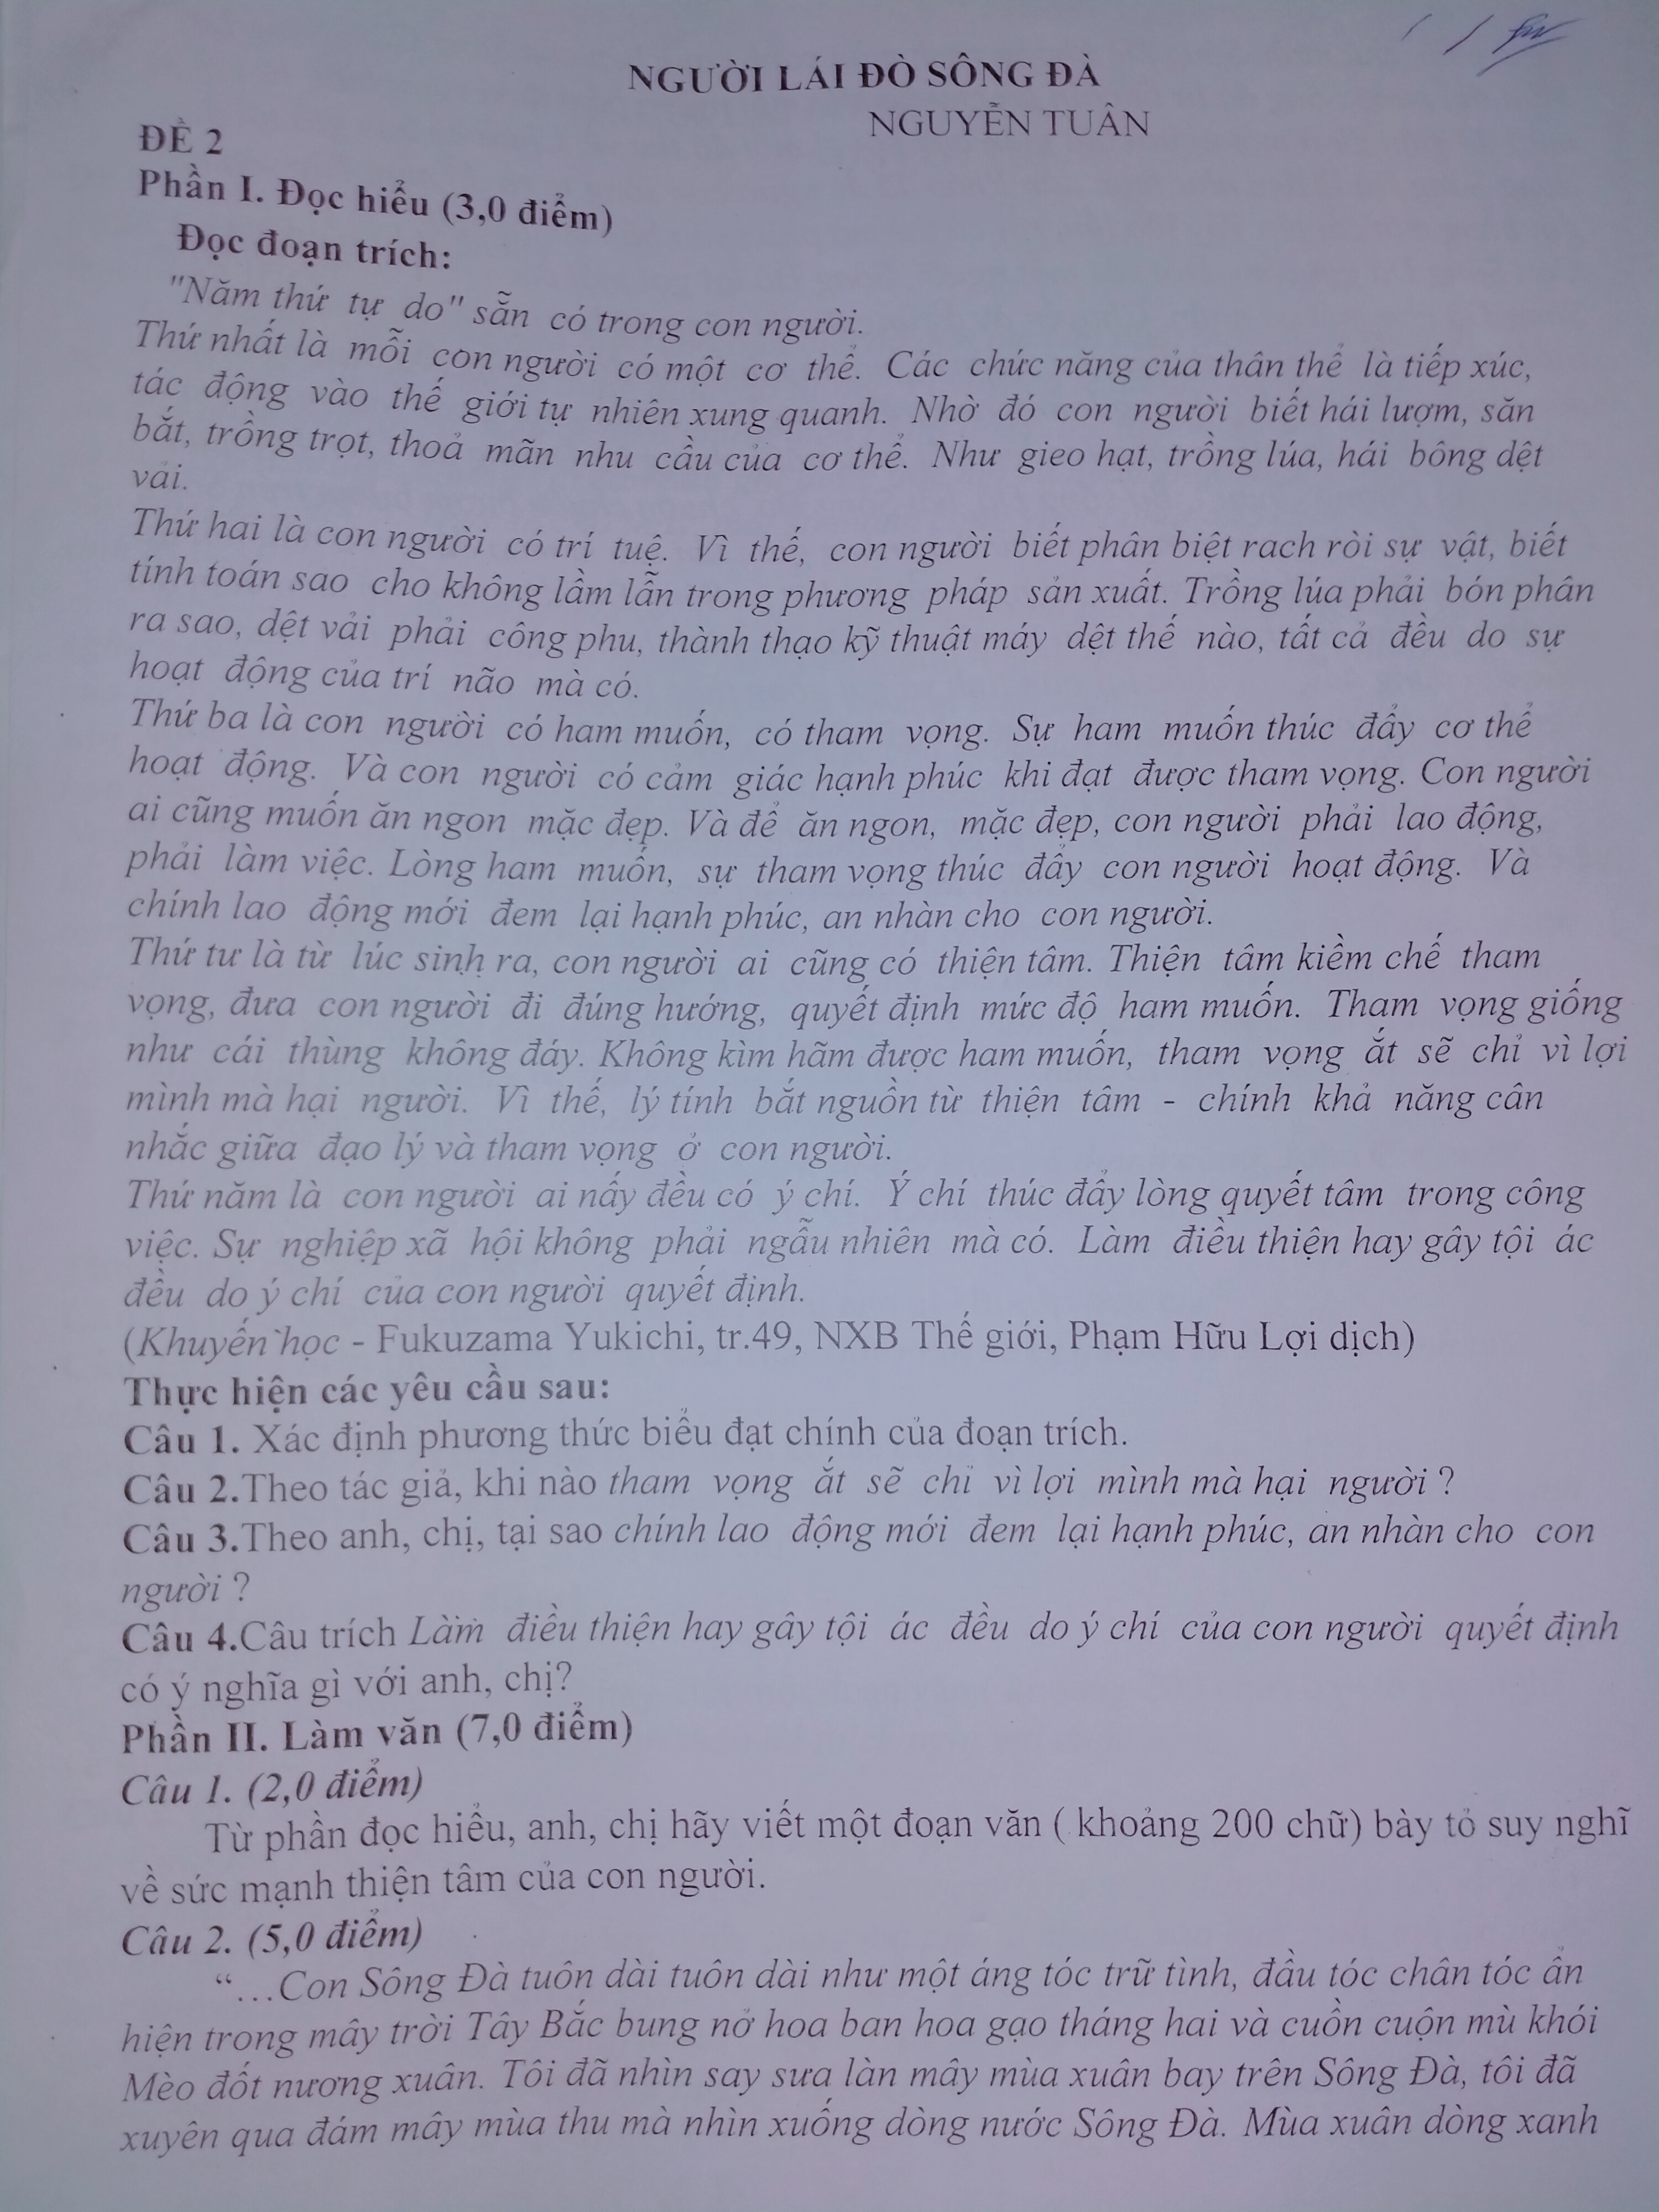 NGƯỜI LÁI ĐÒ SÔNG ĐÀ
NGUYỄN TUÂN
ĐỀ 2
Phần I. Đọc hiểu (3,0 điểm)
Đọc đoạn trích:
"Năm thứ tự do" sẵn có trong con người.
Thứ nhất là mỗi con người có một cơ thể. Các chức năng của thân thể là tiếp xúc,
tác động vào thế giới tự nhiên xung quanh. Nhờ đó con người biết hái lượm, săn
bắt, trồng trọt, thoả mãn nhu cầu của cơ thể. Như gieo hạt, trồng lúa, hái bông dệt
vải.
Thứ hai là con người có trí tuệ. Vì thế, con người biết phân biệt rach ròi sự vật, biết
tính toán sao cho không lầm lẫn trong phương pháp sản xuất. Trồng lúa phải bón phân
ra sao, dệt vải phải công phu, thành thạo kỹ thuật máy dệt thế nào, tất cả đều do sự
hoạt động của trí não mà có.
Thứ ba là con người có ham muốn, có tham vọng. Sự ham muốn thúc đẩy cơ thể
hoạt động. Và con người có cảm giác hạnh phúc khi đạt được tham vọng. Con người
ai cũng muốn ăn ngon mặc đẹp. Và để ăn ngon, mặc đẹp, con người phải lao động,
phải làm việc. Lòng ham muốn, sự tham vọng thúc đẩy con người hoạt động. Và
chính lao động mới đem lại hạnh phúc, an nhàn cho con người.
Thứ tư là từ lúc sinh ra, con người ai cũng có thiện tâm. Thiện tâm kiềm chế tham
vọng, đưa con người đi đúng hướng, quyết định mức độ ham muốn. Tham vọng giống
như cái thùng không đáy. Không kìm hãm được ham muốn, tham vọng ắt sẽ chỉ vì lợi
mình mà hại người. Vì thế, lý tính bắt nguồn từ thiện tâm - chính khả năng cân
nhắc giữa đạo lý và tham vọng ở con người.
Thứ năm là con người ai nấy đều có ý chí. Ý chí thúc đẩy lòng quyết tâm trong công
việc. Sự nghiệp xã hội không phải ngẫu nhiên mà có. Làm điều thiện hay gây tội ác
đều do ý chí của con người quyết định.
(Khuyến học - Fukuzama Yukichi, tr.49, NXB Thế giới, Phạm Hữu Lợi dịch)
Thực hiện các yêu cầu sau:
Câu 1. Xác định phương thức biểu đạt chính của đoạn trích.
Câu 2.Theo tác giả, khi nào tham vọng ắt sẽ chỉ vì lợi mình mà hại người ?
Câu 3.Theo anh, chị, tại sao chính lao động mới đem lại hạnh phúc, an nhàn cho con
người ?
Câu 4.Câu trích Làm điều thiện hay gây tội ác đều do ý chí của con người quyết định
có ý nghĩa gì với anh, chị?
Phần II. Làm văn (7,0 điểm)
Câu 1. (2,0 điểm)
Từ phần đọc hiểu, anh, chị hãy viết một đoạn văn ( khoảng 200 chữ) bày tỏ suy nghĩ
về sức mạnh thiện tâm của con người.
Câu 2. (5,0 điểm)
“…Con Sông Đà tuôn dài tuôn dài như một áng tóc trữ tình, đầu tóc chân tóc ẩn
hiện trong mây trời Tây Bắc bung nở hoa ban hoa gạo tháng hai và cuồn cuộn mù khói
Mèo đốt nương xuân. Tôi đã nhìn say sưa làn mây mùa xuân bay trên Sông Đà, tôi đã
xuyên qua đám mây mùa thu mà nhìn xuống dòng nước Sông Đà. Mùa xuân dòng xanh